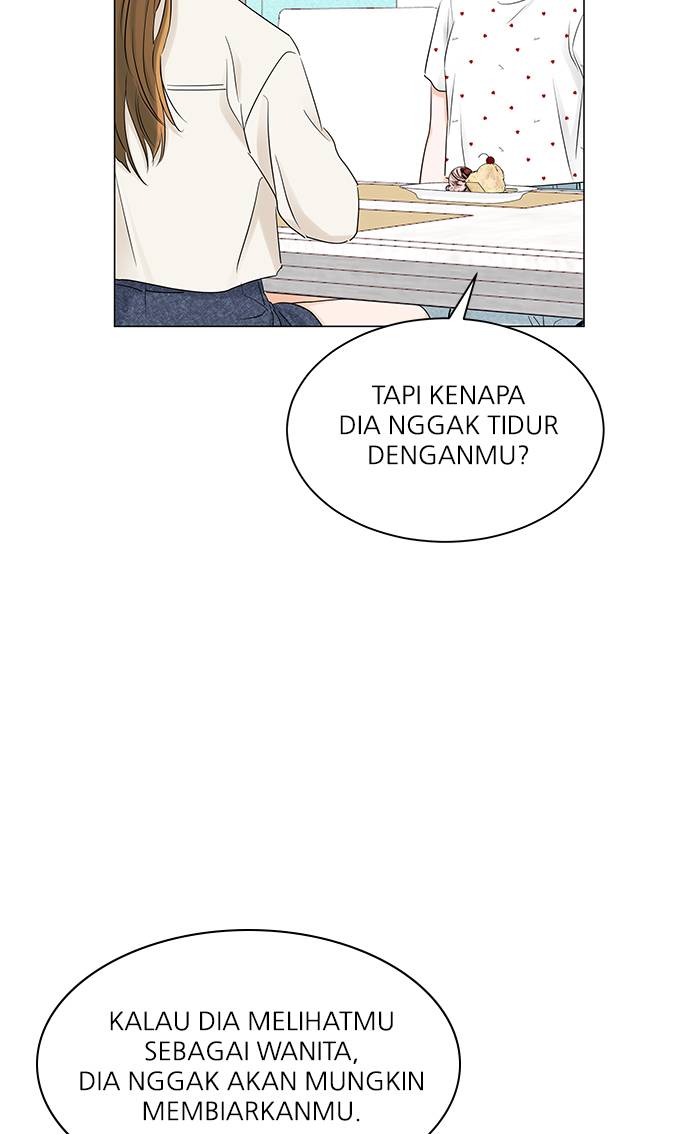 TAPI KENAPA
DIA NGGAK TIDUR
DENGANMU?
KALAU DIA MELIHATMU
SEBAGAI WANITA,
DIA NGGAK AKAN MUNGKIN
MEMBIARKANMU.